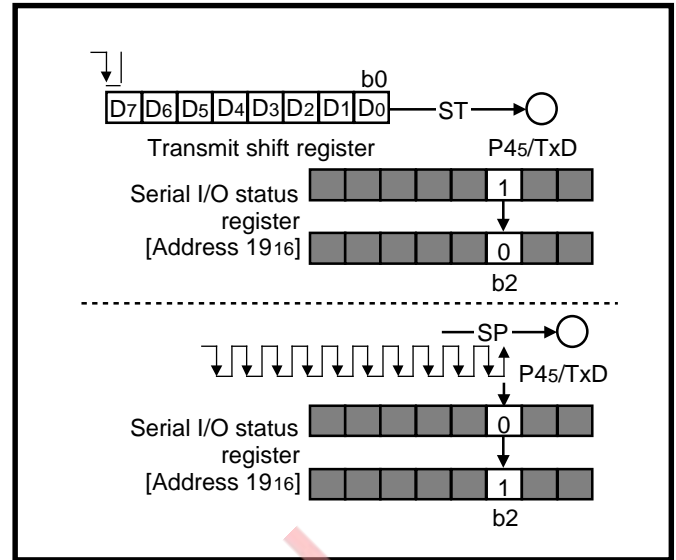 b0
D7 D6 D5 D4 D3 D2 D1 D0 ST
Transmit shift register P45/TxD
Serial I/O status
register
[Address 1916]
1
0
b2
SP
P45/TxD
Serial I/O status
register
[Address 1916]
0
1
b2